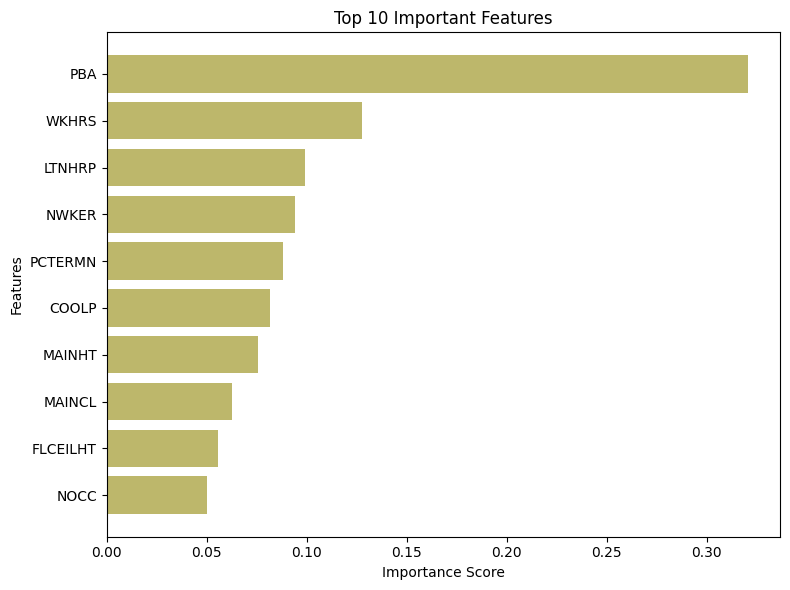 Top 10 Important Features
Features
PBA
WKHRS
LTNHRP
NWKER
PCTERMN
COOLP
MAINHT
MAINCL
FLCEILHT
NOCC
0.00 0.05 0.10 0.15 0.20 0.25 0.30
Importance Score